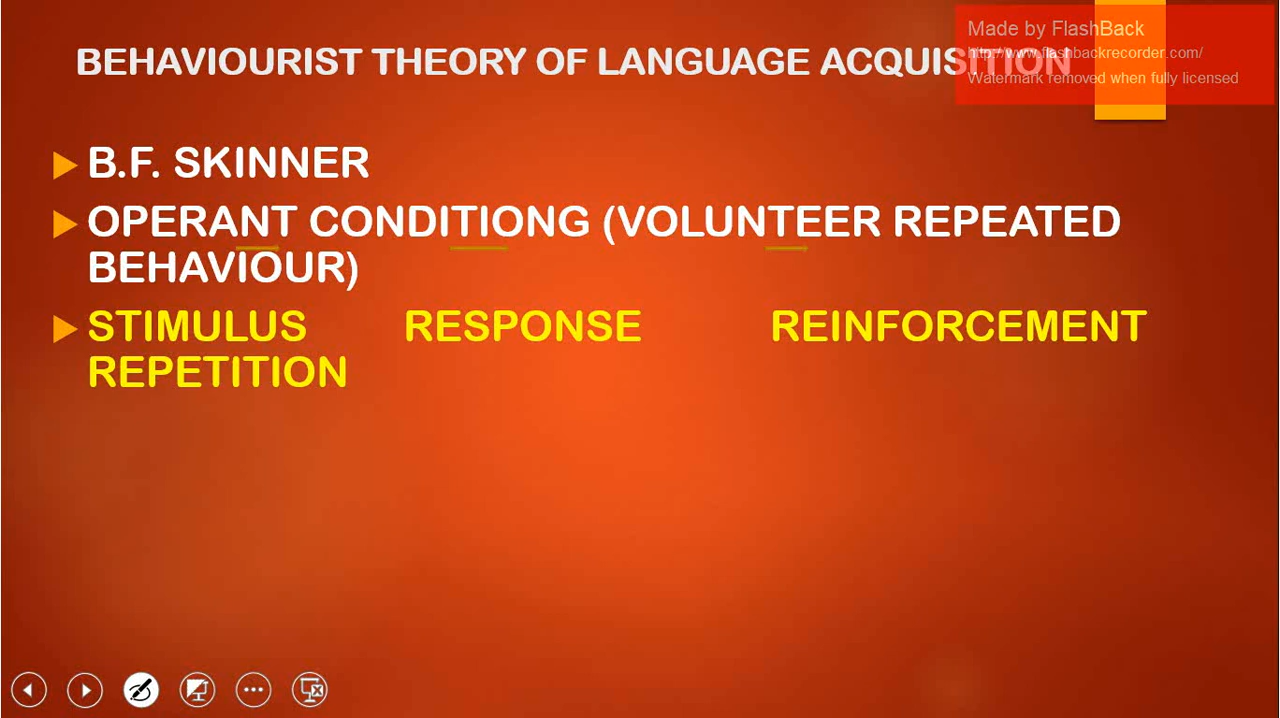 BEHAVIOURIST THEORY OF LANGUAGE ACQUISITION
Made by FlashBack
http://www.flashbackrecorder.com/
Watermark removed when fully licensed
B.F. SKINNER
OPERANT CONDITIONG (VOLUNTEER REPEATED
BEHAVIOUR)
STIMULUS RESPONSE REINFORCEMENT
REPETITION